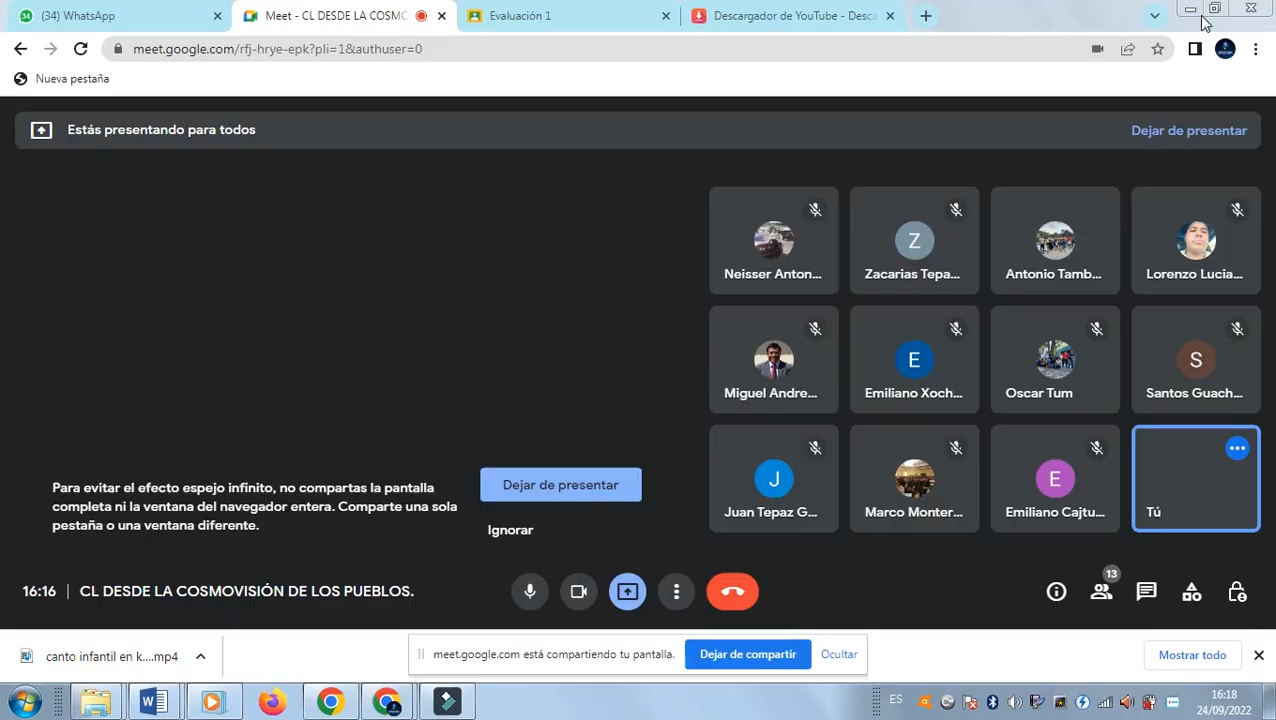 (34) WhatsApp
Meet - CL DESDE LA COSMO
Evaluación 1
Descargador de YouTube - Desca
meet.google.com/rfj-hrye-epk?pli=1&authuser=0
Nueva pestaña
Estás presentando para todos
Dejar de presentar
Neisser Anton...
Z
Zacarias Tepa...
Antonio Tamb...
Lorenzo Lucia...
Miguel Andre...
E
Emiliano Xoch...
Oscar Tum
S
Santos Guach...
J
Juan Tepaz G...
Marco Monter...
E
Emiliano Cajtu...
Tú
Para evitar el efecto espejo infinito, no compartas la pantalla
completa ni la ventana del navegador entera. Comparte una sola
pestaña o una ventana diferente.
Dejar de presentar
Ignorar
16:16 | CL DESDE LA COSMOVISIÓN DE LOS PUEBLOS.
13
canto infantil en k....mp4
meet.google.com está compartiendo tu pantalla.
Dejar de compartir
Ocultar
Mostrar todo
ES
16:18
24/09/2022